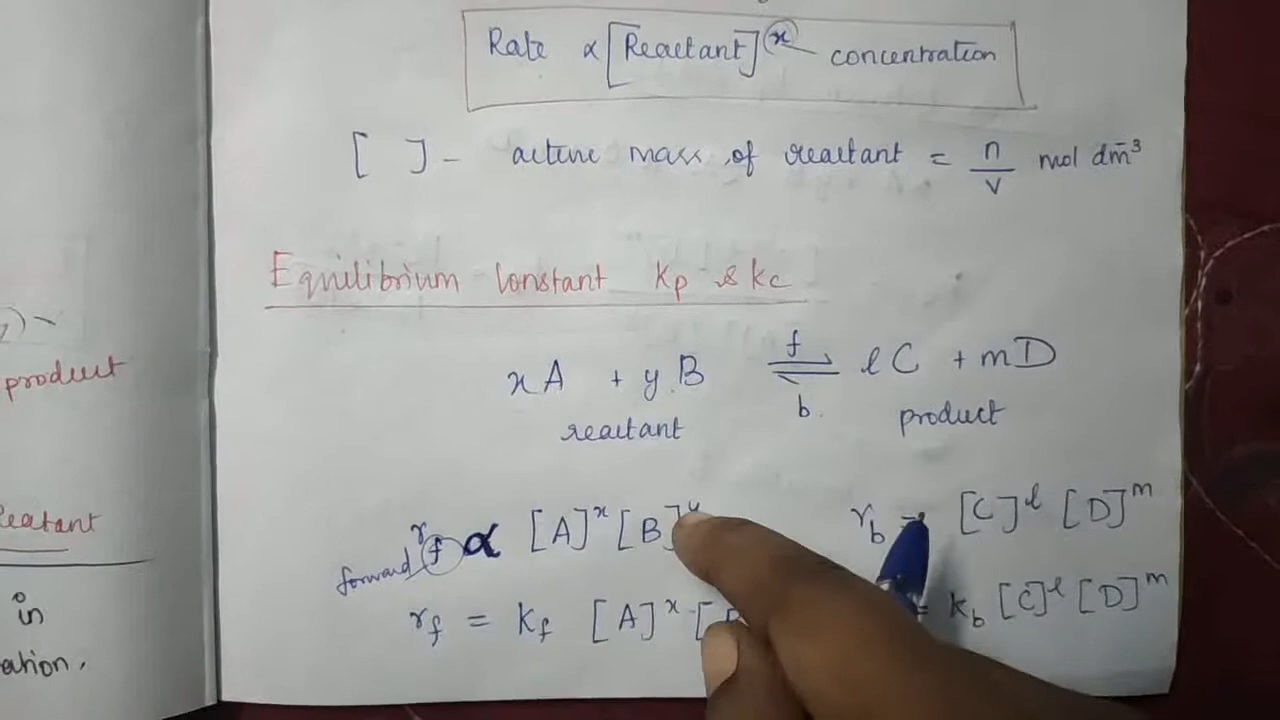 product
Reatant
in
ation,
Rate ∝ [Reactant]^x concentration
[ ] - active mass of reactant = n/v mol dm⁻³
Equilibrium Constant Kp & Kc
xA + yB ⇌ lC + mD
f
b.
reactant product
r_f ∝ [A]^x [B]^y
forward
r_b [C]^l [D]^m
r_f = K_f [A]^x [
= K_b [C]^l [D]^m